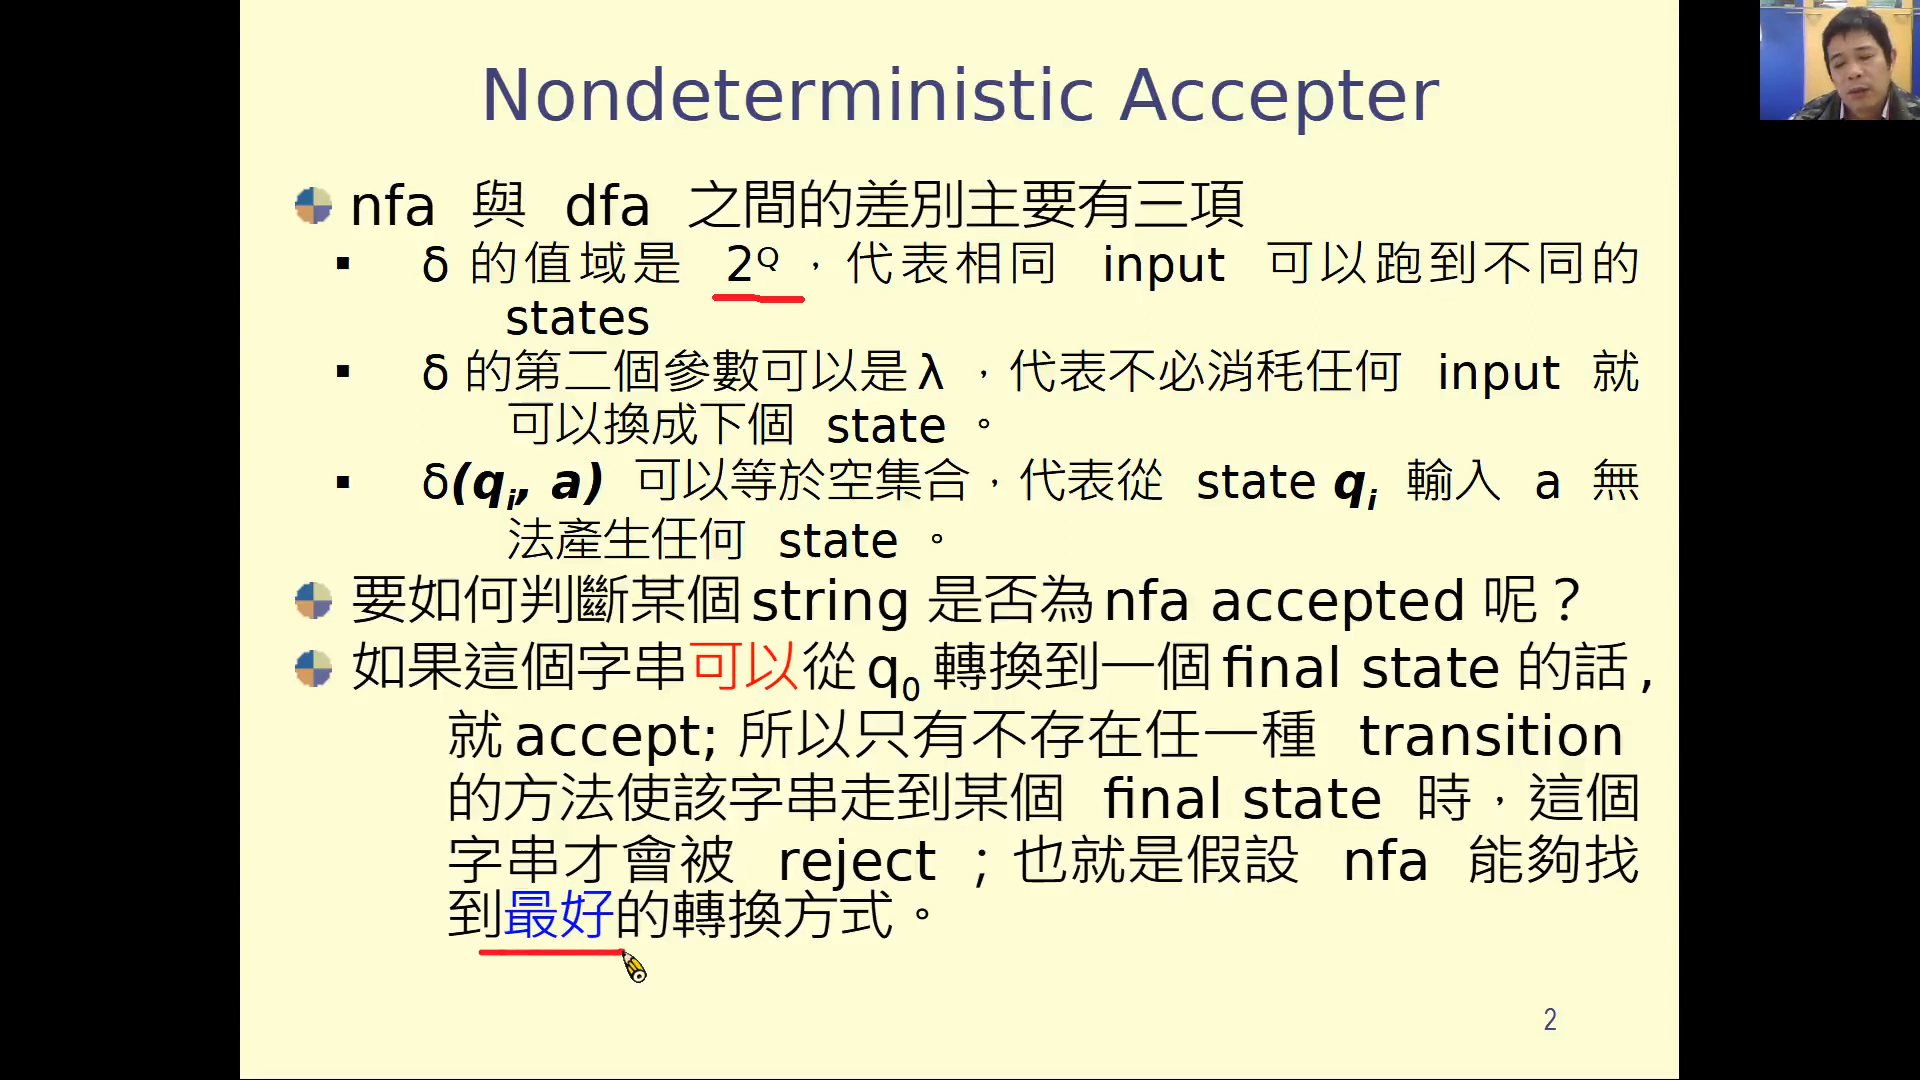 Nondeterministic Accepter
nfa 與 dfa 之間的差別主要有三項
δ 的值域是 2^Q，代表相同 input 可以跑到不同的
states
δ 的第二個參數可以是 λ ，代表不必消秏任何 input 就
可以換成下個 state 。
δ(qi, a) 可以等於空集合，代表從 state qi 輸入 a 無
法產生任何 state 。
要如何判斷某個 string 是否為 nfa accepted 呢？
如果這個字串可以從 q0 轉換到一個 final state 的話,
就 accept; 所以只有不存在任一種 transition
的方法使該字串走到某個 final state 時，這個
字串才會被 reject ；也就是假設 nfa 能夠找
到最好的轉換方式。
2